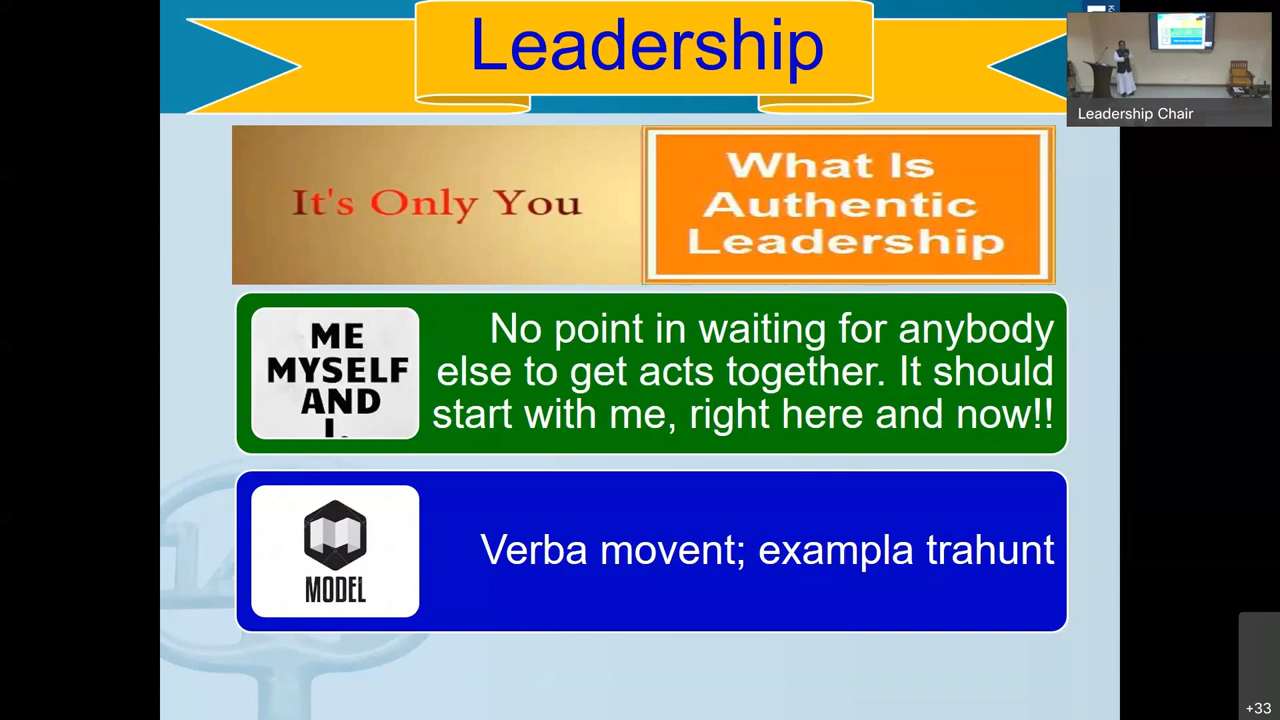 Leadership
Leadership Chair
It's Only You
What Is
Authentic
Leadership
ME
MYSELF
AND
I.
No point in waiting for anybody
else to get acts together. It should
start with me, right here and now!!
MODEL
Verba movent; exampla trahunt
+33